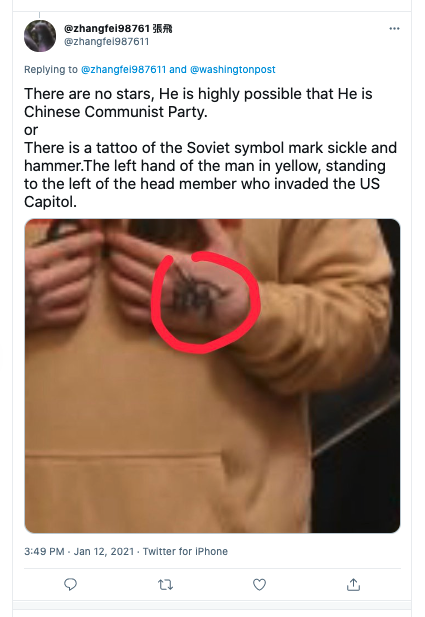 @zhangfei98761 張飛
@zhangfei987611
Replying to @zhangfei987611 and @washingtonpost
There are no stars, He is highly possible that He is
Chinese Communist Party.
or
There is a tattoo of the Soviet symbol mark sickle and
hammer.The left hand of the man in yellow, standing
to the left of the head member who invaded the US
Capitol.
3:49 PM · Jan 12, 2021 · Twitter for iPhone